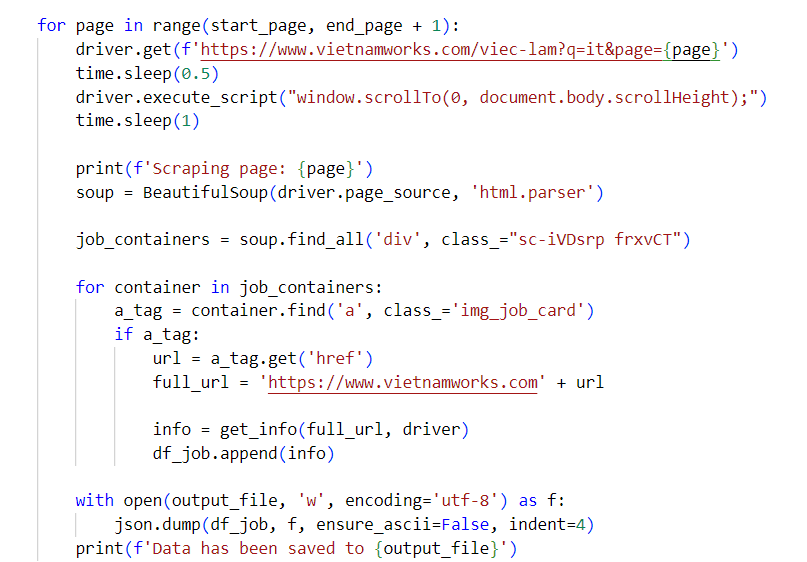 for page in range(start_page, end_page + 1):
    driver.get(f'https://www.vietnamworks.com/viec-lam?q=it&page={page}')
    time.sleep(0.5)
    driver.execute_script("window.scrollTo(0, document.body.scrollHeight);")
    time.sleep(1)

    print(f'Scraping page: {page}')
    soup = BeautifulSoup(driver.page_source, 'html.parser')

    job_containers = soup.find_all('div', class_="sc-iVDsrp frxvCT")

    for container in job_containers:
        a_tag = container.find('a', class_='img_job_card')
        if a_tag:
            url = a_tag.get('href')
            full_url = 'https://www.vietnamworks.com' + url

            info = get_info(full_url, driver)
            df_job.append(info)

    with open(output_file, 'w', encoding='utf-8') as f:
        json.dump(df_job, f, ensure_ascii=False, indent=4)
    print(f'Data has been saved to {output_file}')